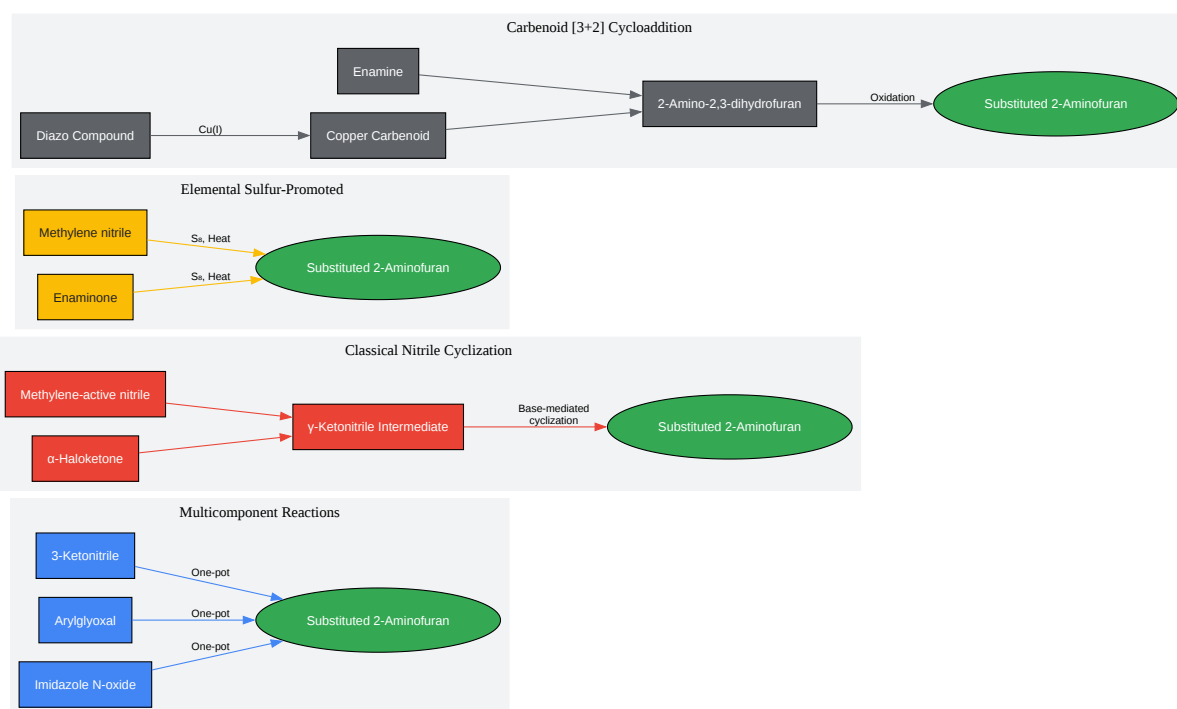 Carbenoid [3+2] Cycloaddition
Enamine
Diazo Compound
Cu(I)
Copper Carbenoid
2-Amino-2,3-dihydrofuran
Oxidation
Substituted 2-Aminofuran
Elemental Sulfur-Promoted
Methylene nitrile
S₈, Heat
Enaminone
S₈, Heat
Substituted 2-Aminofuran
Classical Nitrile Cyclization
Methylene-active nitrile
α-Haloketone
γ-Ketonitrile Intermediate
Base-mediated
cyclization
Substituted 2-Aminofuran
Multicomponent Reactions
3-Ketonitrile
One-pot
Arylglyoxal
One-pot
Imidazole N-oxide
One-pot
Substituted 2-Aminofuran